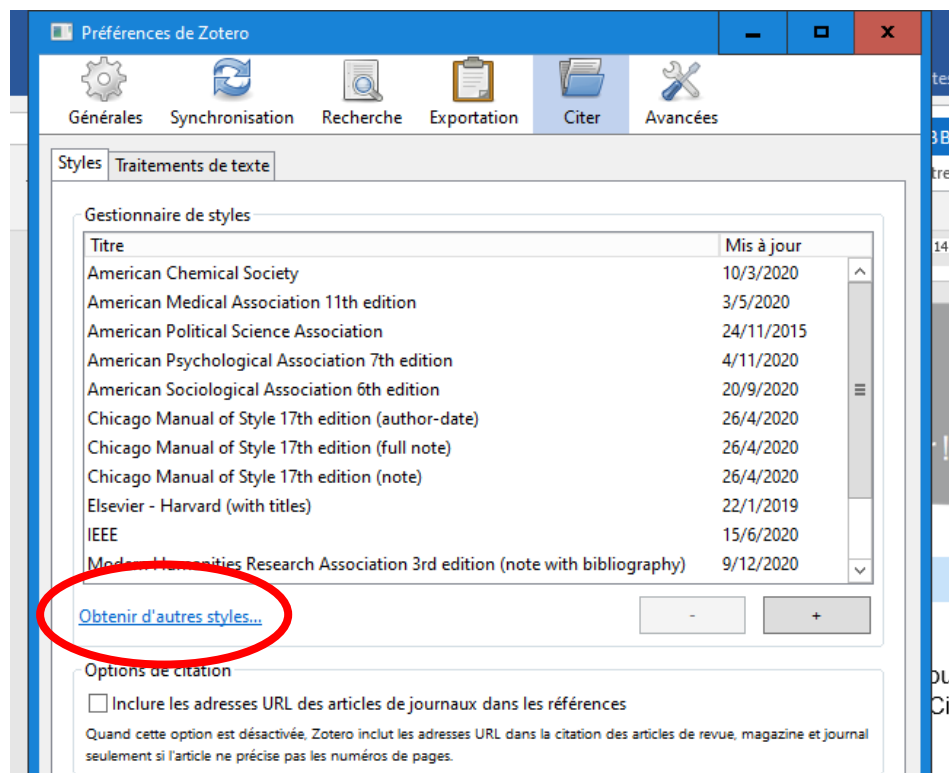 Préférences de Zotero
Générales Synchronisation Recherche Exportation Citer Avancées
Styles Traitements de texte
Gestionnaire de styles
Titre Mis à jour
American Chemical Society 10/3/2020
American Medical Association 11th edition 3/5/2020
American Political Science Association 24/11/2015
American Psychological Association 7th edition 4/11/2020
American Sociological Association 6th edition 20/9/2020
Chicago Manual of Style 17th edition (author-date) 26/4/2020
Chicago Manual of Style 17th edition (full note) 26/4/2020
Chicago Manual of Style 17th edition (note) 26/4/2020
Elsevier - Harvard (with titles) 22/1/2019
IEEE 15/6/2020
Modern Humanities Research Association 3rd edition (note with bibliography) 9/12/2020
Obtenir d'autres styles... - +
Options de citation
Inclure les adresses URL des articles de journaux dans les références
Quand cette option est désactivée, Zotero inclut les adresses URL dans la citation des articles de revue, magazine et journal
seulement si l'article ne précise pas les numéros de pages.
14